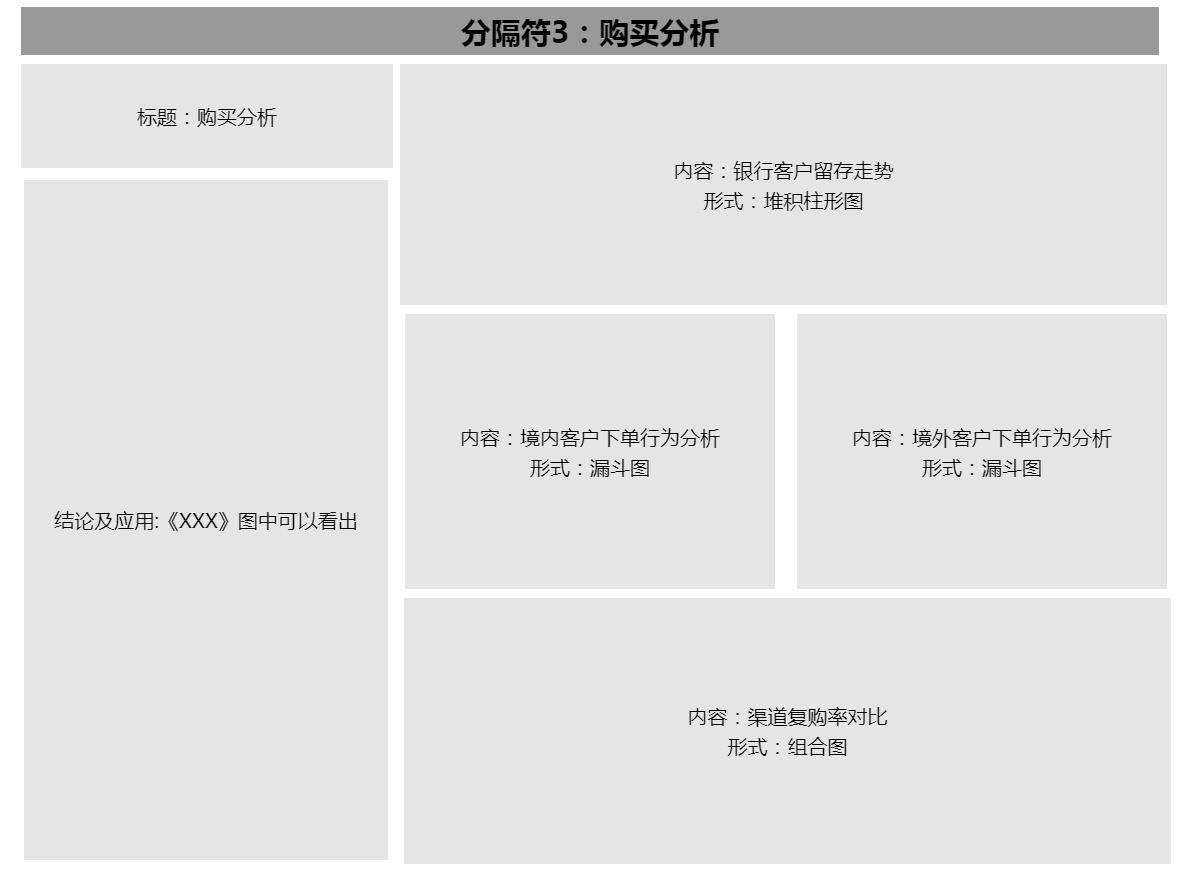 分隔符3：购买分析
标题：购买分析
内容：银行客户留存走势
形式：堆积柱形图
内容：境内客户下单行为分析
形式：漏斗图
内容：境外客户下单行为分析
形式：漏斗图
结论及应用:《XXX》图中可以看出
内容：渠道复购率对比
形式：组合图